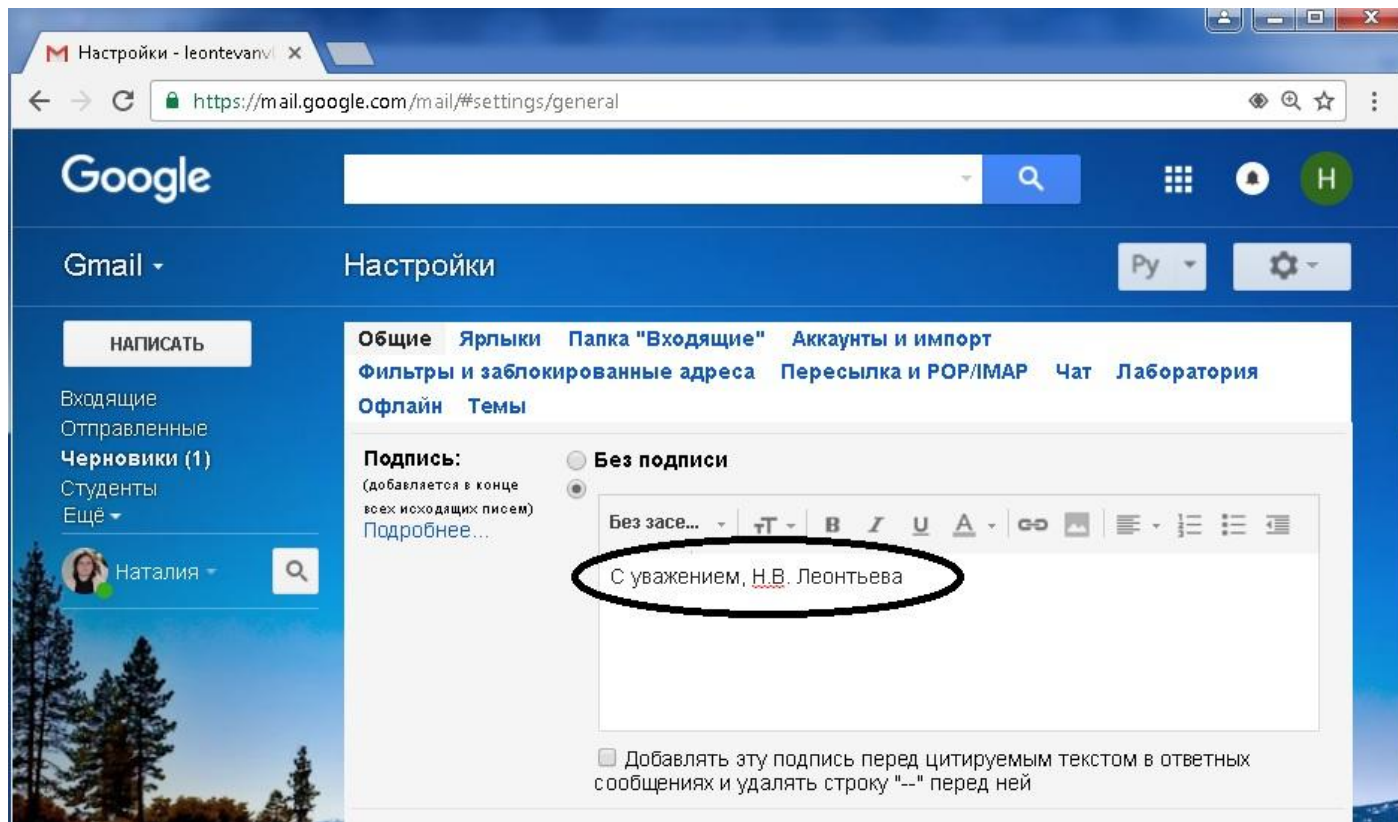 Настройки - leontevanv
https://mail.google.com/mail/#settings/general
Google
Н
Gmail
Настройки
Ру
НАПИСАТЬ
Входящие
Отправленные
Черновики (1)
Студенты
Ещё
Наталия
Общие Ярлыки Папка "Входящие" Аккаунты и импорт
Фильтры и заблокированные адреса Пересылка и POP/IMAP Чат Лаборатория
Офлайн Темы
Подпись:
(добавляется в конце
всех исходящих писем)
Подробнее...
Без подписи
Без засе... тТ B I U A
С уважением, Н.В. Леонтьева
Добавлять эту подпись перед цитируемым текстом в ответных
сообщениях и удалять строку "--" перед ней